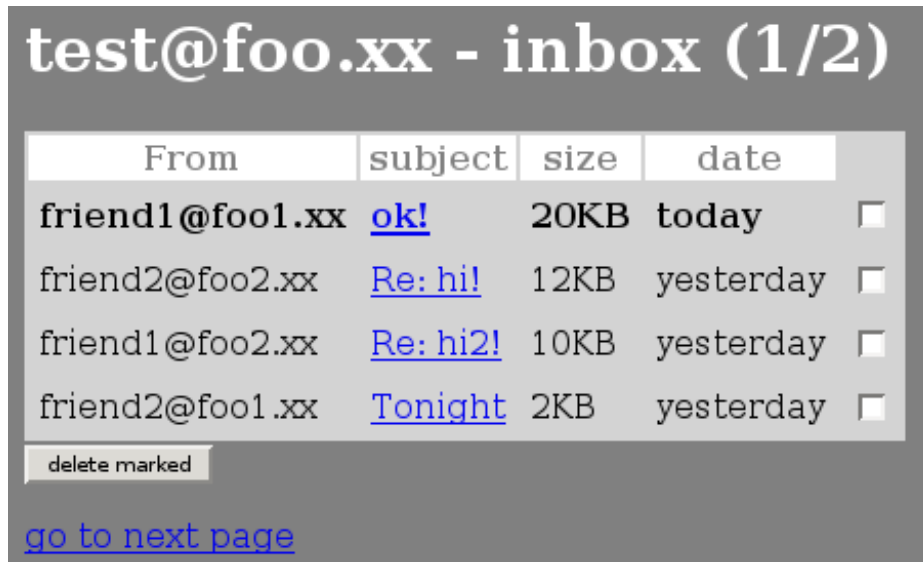 test@foo.xx - inbox (1/2)
From subject size date
friend1@foo1.xx ok! 20KB today
friend2@foo2.xx Re: hi! 12KB yesterday
friend1@foo2.xx Re: hi2! 10KB yesterday
friend2@foo1.xx Tonight 2KB yesterday
delete marked
go to next page